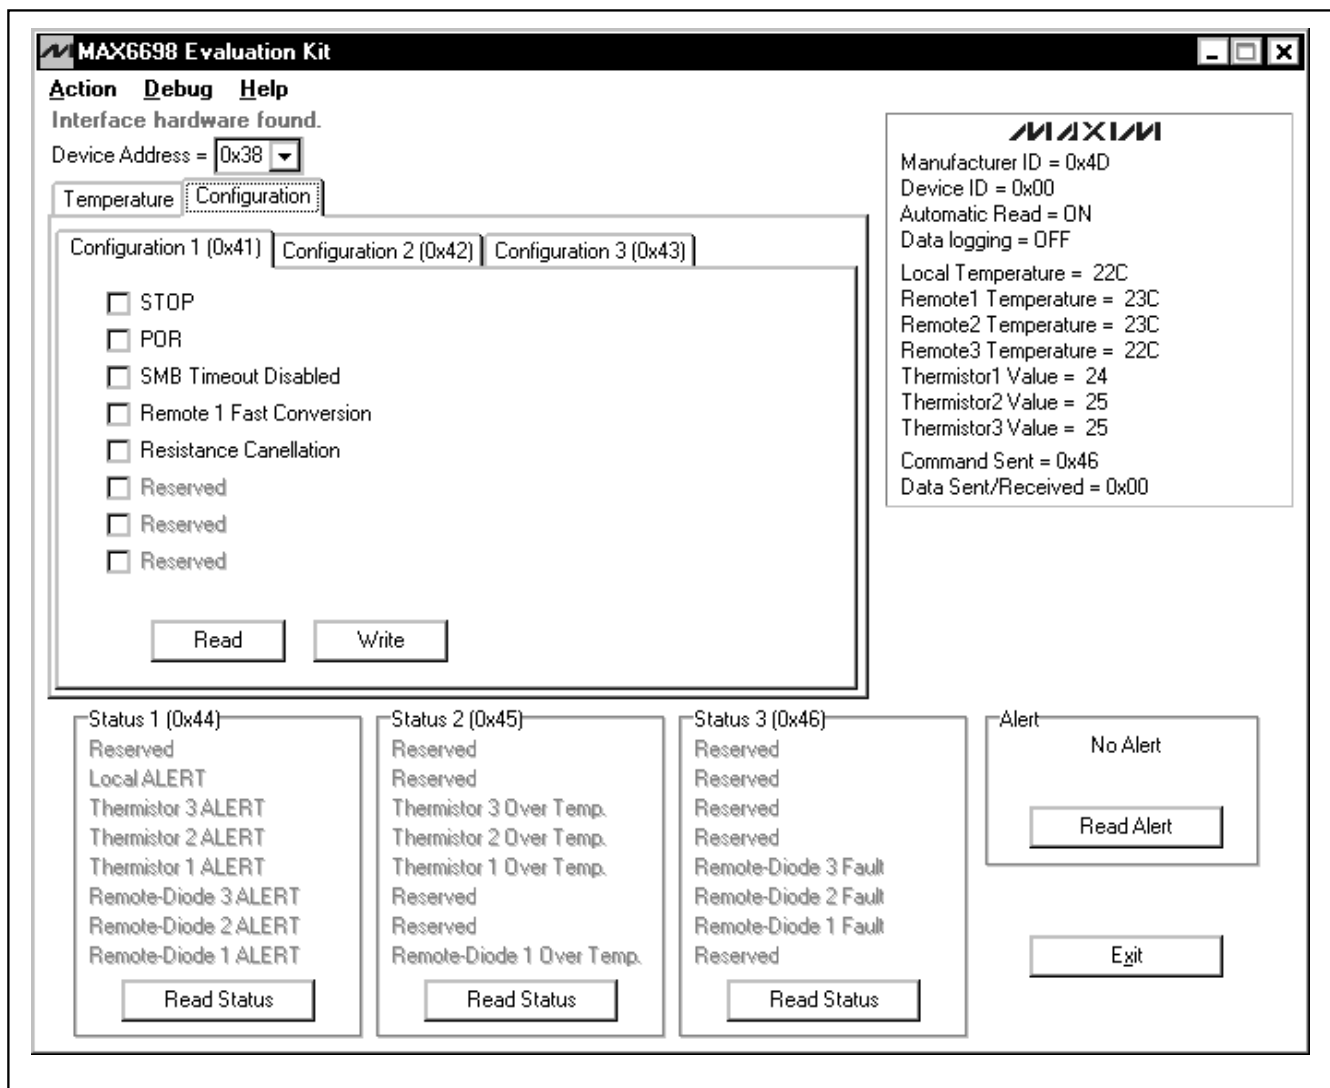 MAX6698 Evaluation Kit
Action Debug Help
Interface hardware found.
Device Address = 0x38
Temperature Configuration
Configuration 1 (0x41) Configuration 2 (0x42) Configuration 3 (0x43)
STOP
POR
SMB Timeout Disabled
Remote 1 Fast Conversion
Resistance Canellation
Reserved
Reserved
Reserved
Read Write
MAXIM
Manufacturer ID = 0x4D
Device ID = 0x00
Automatic Read = ON
Data logging = OFF
Local Temperature = 22C
Remote1 Temperature = 23C
Remote2 Temperature = 23C
Remote3 Temperature = 22C
Thermistor1 Value = 24
Thermistor2 Value = 25
Thermistor3 Value = 25
Command Sent = 0x46
Data Sent/Received = 0x00
Status 1 (0x44)
Reserved
Local ALERT
Thermistor 3 ALERT
Thermistor 2 ALERT
Thermistor 1 ALERT
Remote-Diode 3 ALERT
Remote-Diode 2 ALERT
Remote-Diode 1 ALERT
Read Status
Status 2 (0x45)
Reserved
Reserved
Thermistor 3 Over Temp.
Thermistor 2 Over Temp.
Thermistor 1 Over Temp.
Reserved
Reserved
Remote-Diode 1 Over Temp.
Read Status
Status 3 (0x46)
Reserved
Reserved
Reserved
Reserved
Remote-Diode 3 Fault
Remote-Diode 2 Fault
Remote-Diode 1 Fault
Reserved
Read Status
Alert
No Alert
Read Alert
Exit